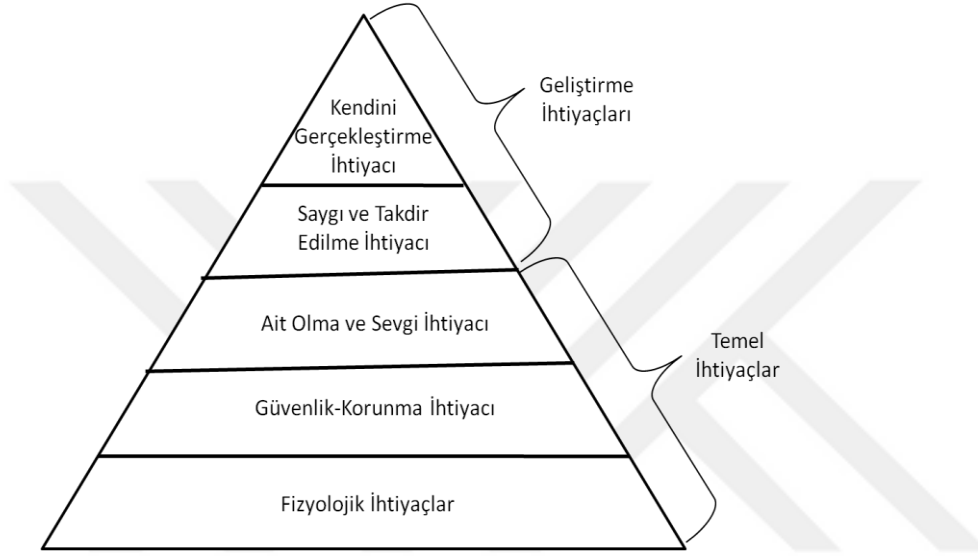 Geliştirme
İhtiyaçları
Kendini
Gerçekleştirme
İhtiyacı
Saygı ve Takdir
Edilme İhtiyacı
Ait Olma ve Sevgi İhtiyacı
Temel
İhtiyaçlar
Güvenlik-Korunma İhtiyacı
Fizyolojik İhtiyaçlar